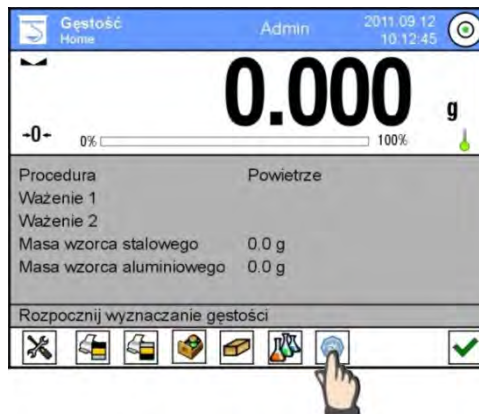 Gęstość Admin 2011.09.12
Home 10:12:45
0.000 g
+0+ 0% 100%
Procedura Powietrze
Ważenie 1
Ważenie 2
Masa wzorca stalowego 0.0 g
Masa wzorca aluminiowego 0.0 g
Rozpocznij wyznaczanie gęstości